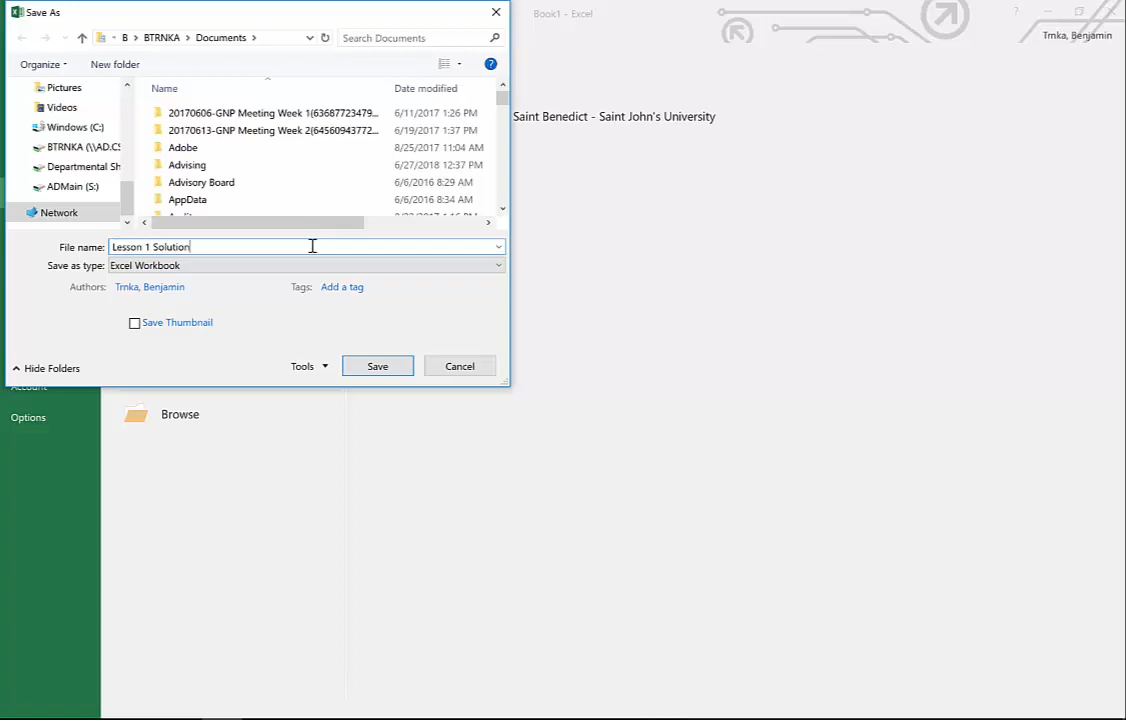 Save As
Book1 - Excel
?
Trnka, Benjamin
B > BTRNKA > Documents >
Search Documents
Organize
New folder
?
Pictures
Videos
Windows (C:)
BTRNKA (\\AD.CS
Departmental Sh
ADMain (S:)
Network
Name
Date modified
20170606-GNP Meeting Week 1(63687723479... 6/11/2017 1:26 PM
20170613-GNP Meeting Week 2(64560943772... 6/19/2017 1:37 PM
Adobe 8/25/2017 11:04 AM
Advising 6/27/2018 12:37 PM
Advisory Board 6/6/2016 8:29 AM
AppData 6/6/2016 8:34 AM
Saint Benedict - Saint John's University
File name: Lesson 1 Solution
Save as type: Excel Workbook
Authors: Trnka, Benjamin
Tags: Add a tag
Save Thumbnail
Hide Folders
Tools
Save
Cancel
Account
Options
Browse